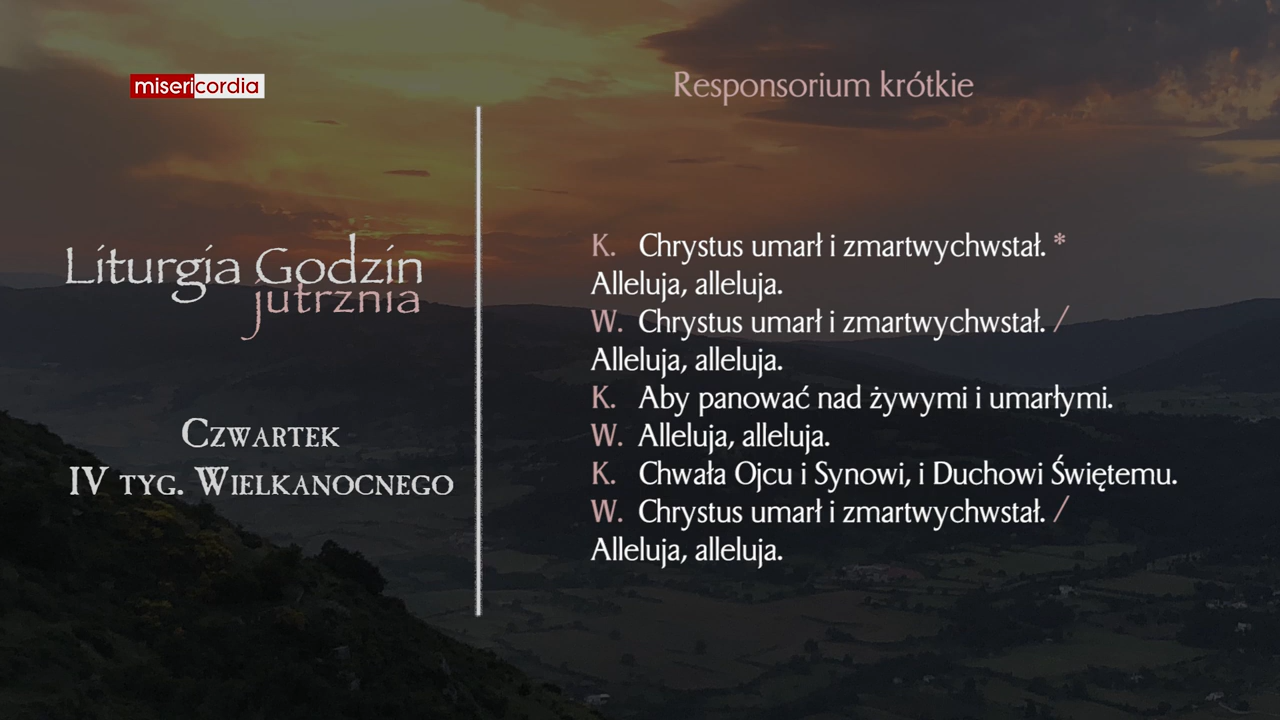 misericordia
Liturgia Godzin
jutrznia
Czwartek
IV tyg. Wielkanocnego
Responsorium krótkie
K. Chrystus umarł i zmartwychwstał. *
Alleluja, alleluja.
W. Chrystus umarł i zmartwychwstał. /
Alleluja, alleluja.
K. Aby panować nad żywymi i umarłymi.
W. Alleluja, alleluja.
K. Chwała Ojcu i Synowi, i Duchowi Świętemu.
W. Chrystus umarł i zmartwychwstał. /
Alleluja, alleluja.